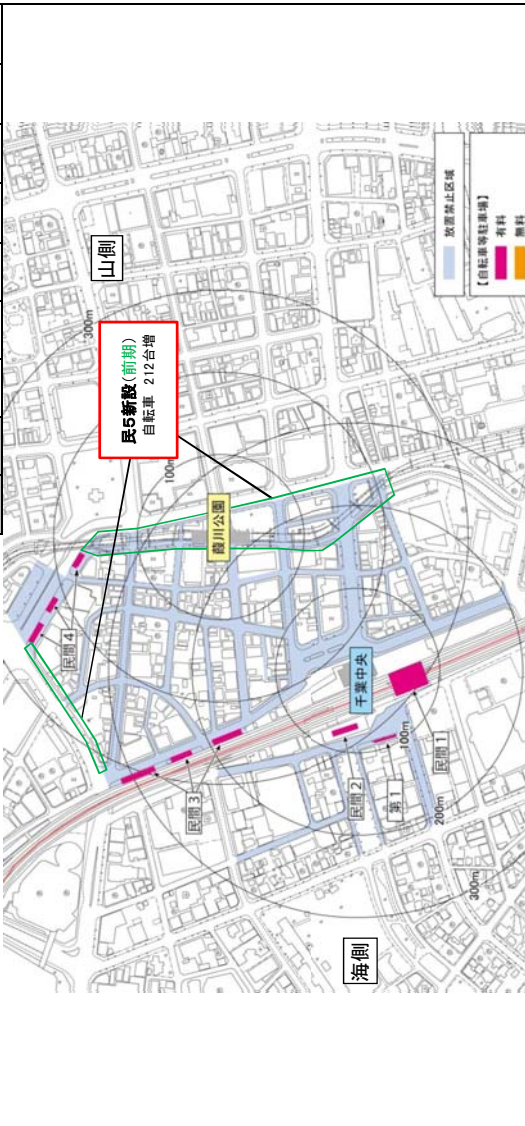 山側
300m
民5新設(前期)
自転車 212台増
100m
葭川公園
民間4
民間3
千葉中央
民間2
第1
民間1
100m
200m
300m
海側
放置禁止区域
【自転車等駐車場】
有料
無料